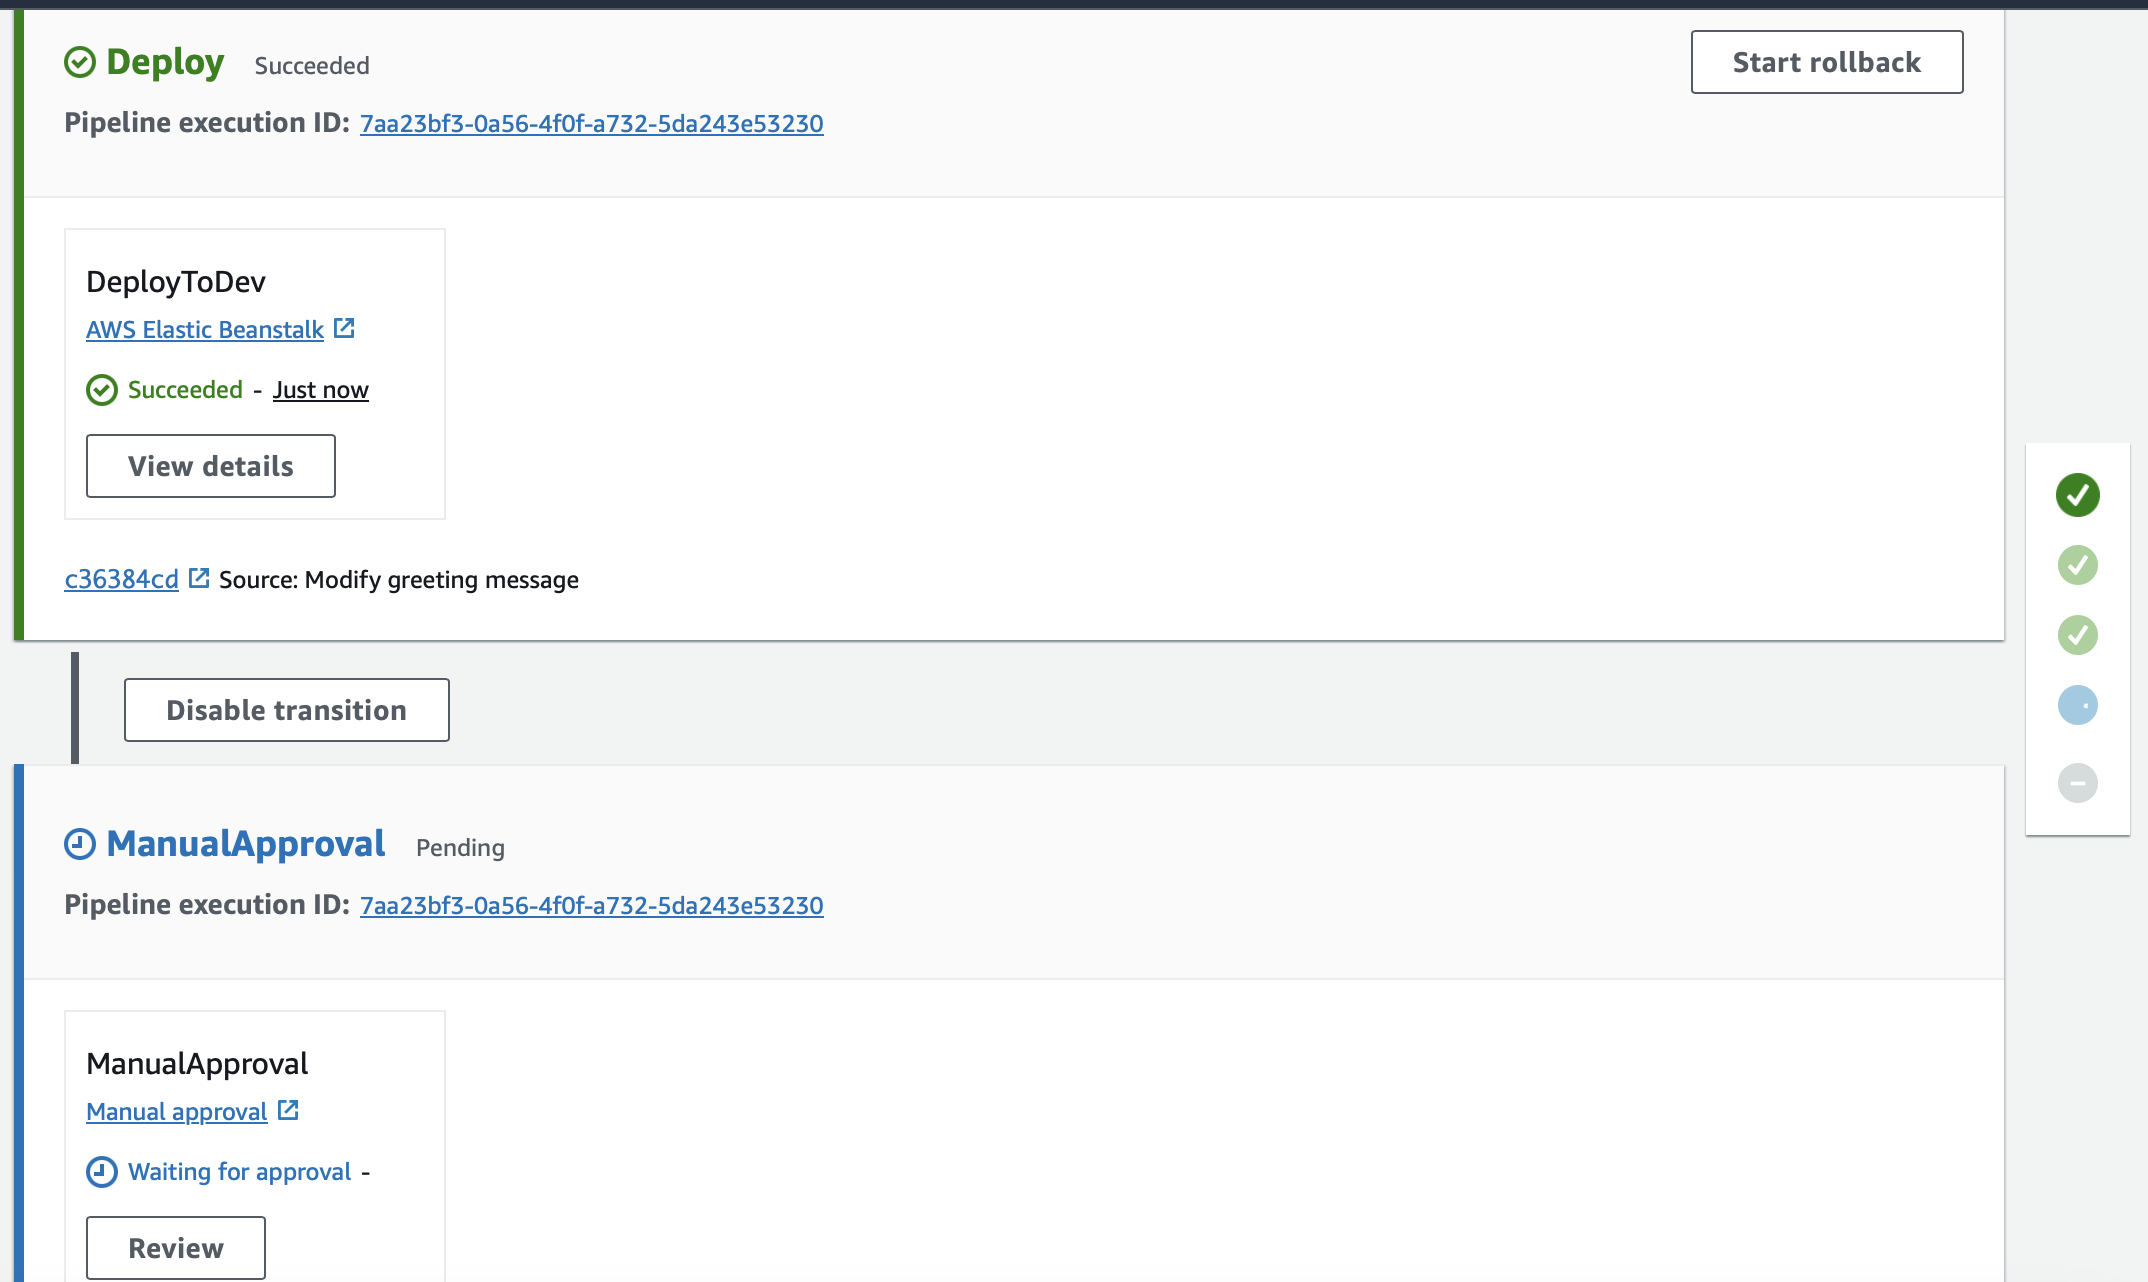 Deploy Succeeded
Start rollback
Pipeline execution ID: 7aa23bf3-0a56-4f0f-a732-5da243e53230
DeployToDev
AWS Elastic Beanstalk
Succeeded - Just now
View details
c36384cd Source: Modify greeting message
Disable transition
ManualApproval Pending
Pipeline execution ID: 7aa23bf3-0a56-4f0f-a732-5da243e53230
ManualApproval
Manual approval
Waiting for approval -
Review